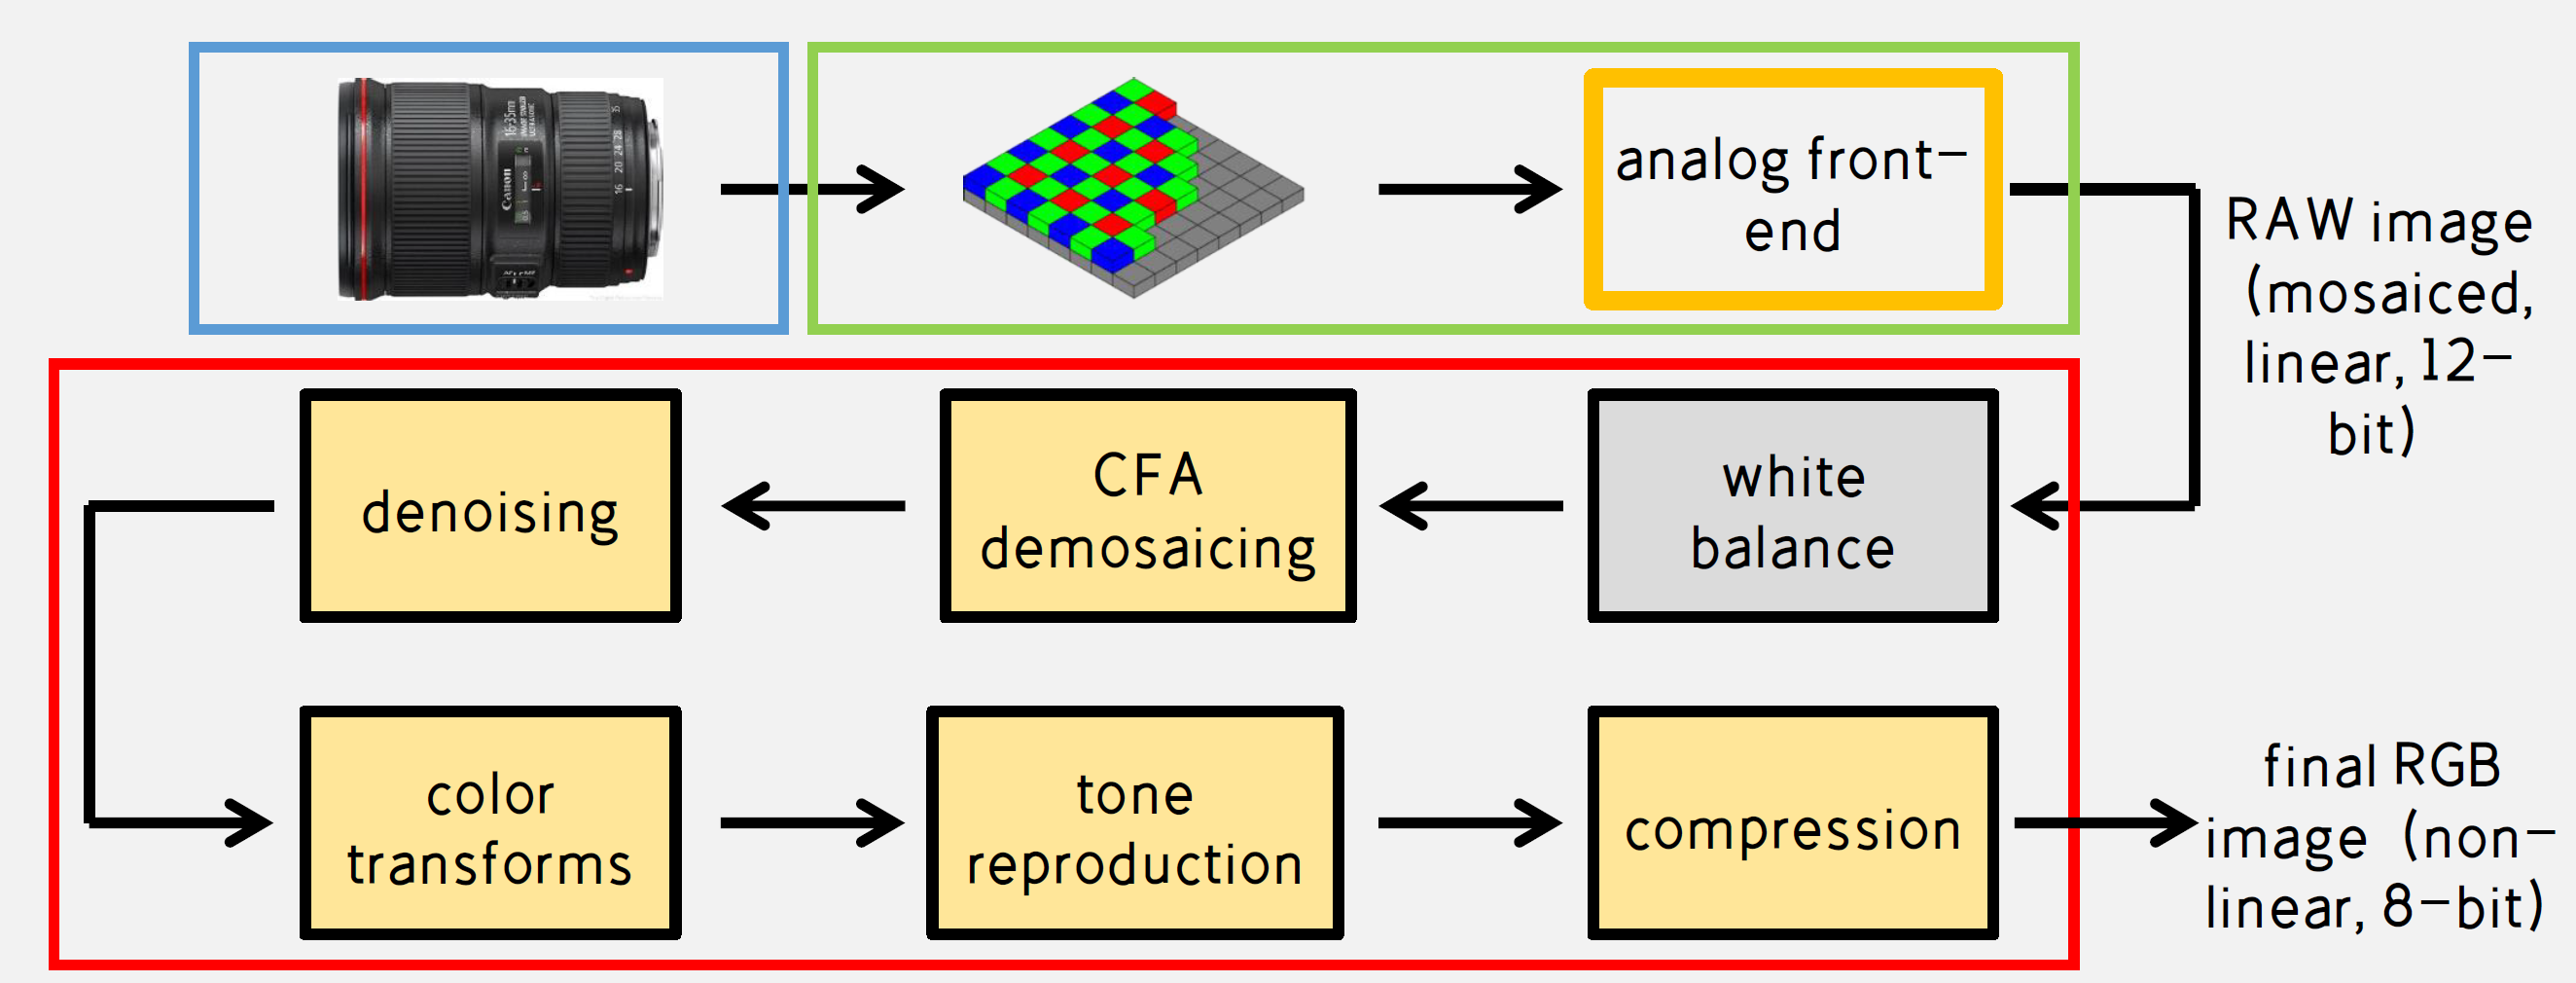 Canon
analog front-
end
RAW image
(mosaiced,
linear, 12-
bit)
denoising
CFA
demosaicing
white
balance
color
transforms
tone
reproduction
compression
final RGB
image (non-
linear, 8-bit)